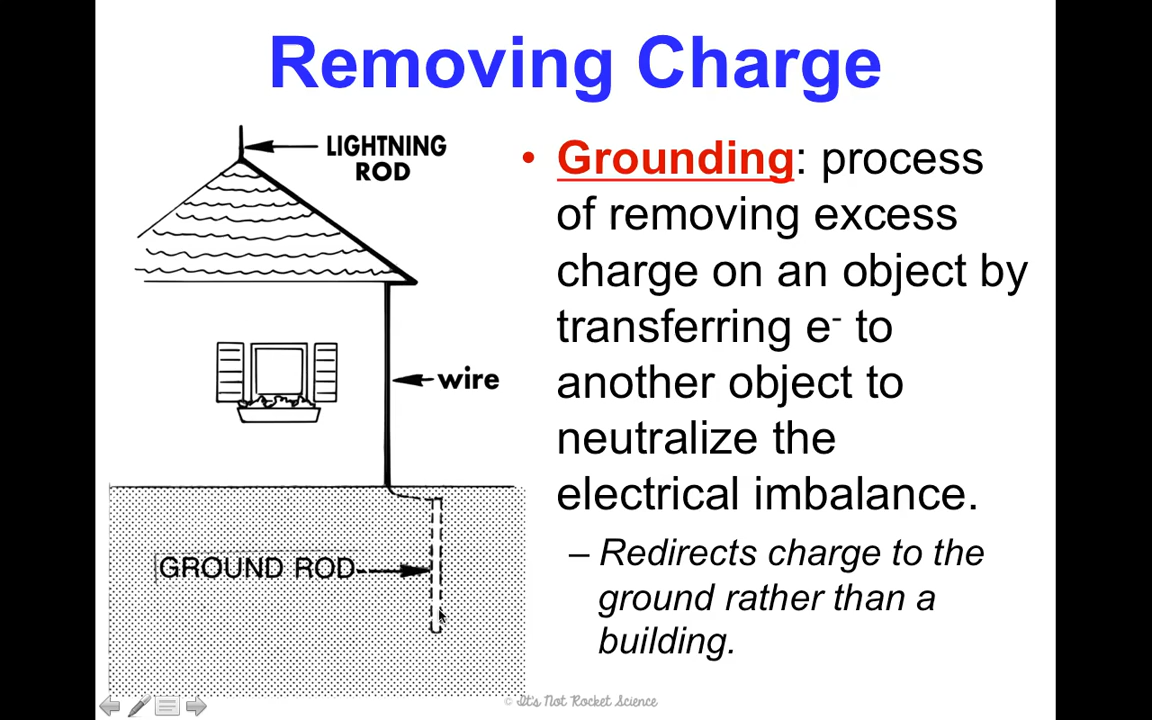 Removing Charge
LIGHTNING
ROD
wire
GROUND ROD
• Grounding: process
of removing excess
charge on an object by
transferring e⁻ to
another object to
neutralize the
electrical imbalance.
– Redirects charge to the
ground rather than a
building.
© It's Not Rocket Science